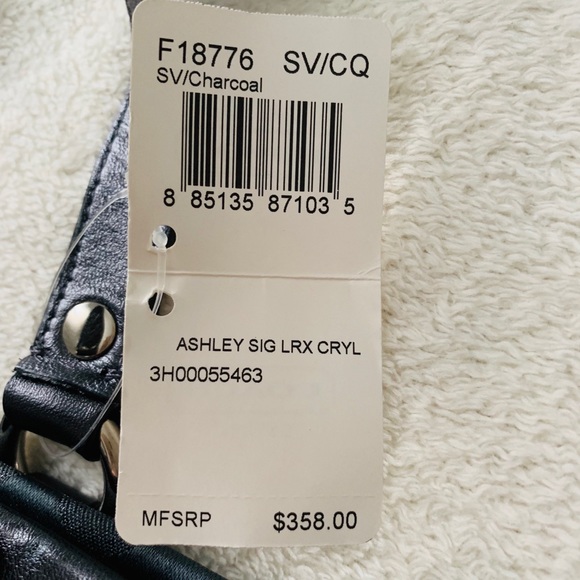 F18776 SV/CQ
SV/Charcoal
8 85135 87103 5
ASHLEY SIG LRX CRYL
3H00055463
MFSRP $358.00